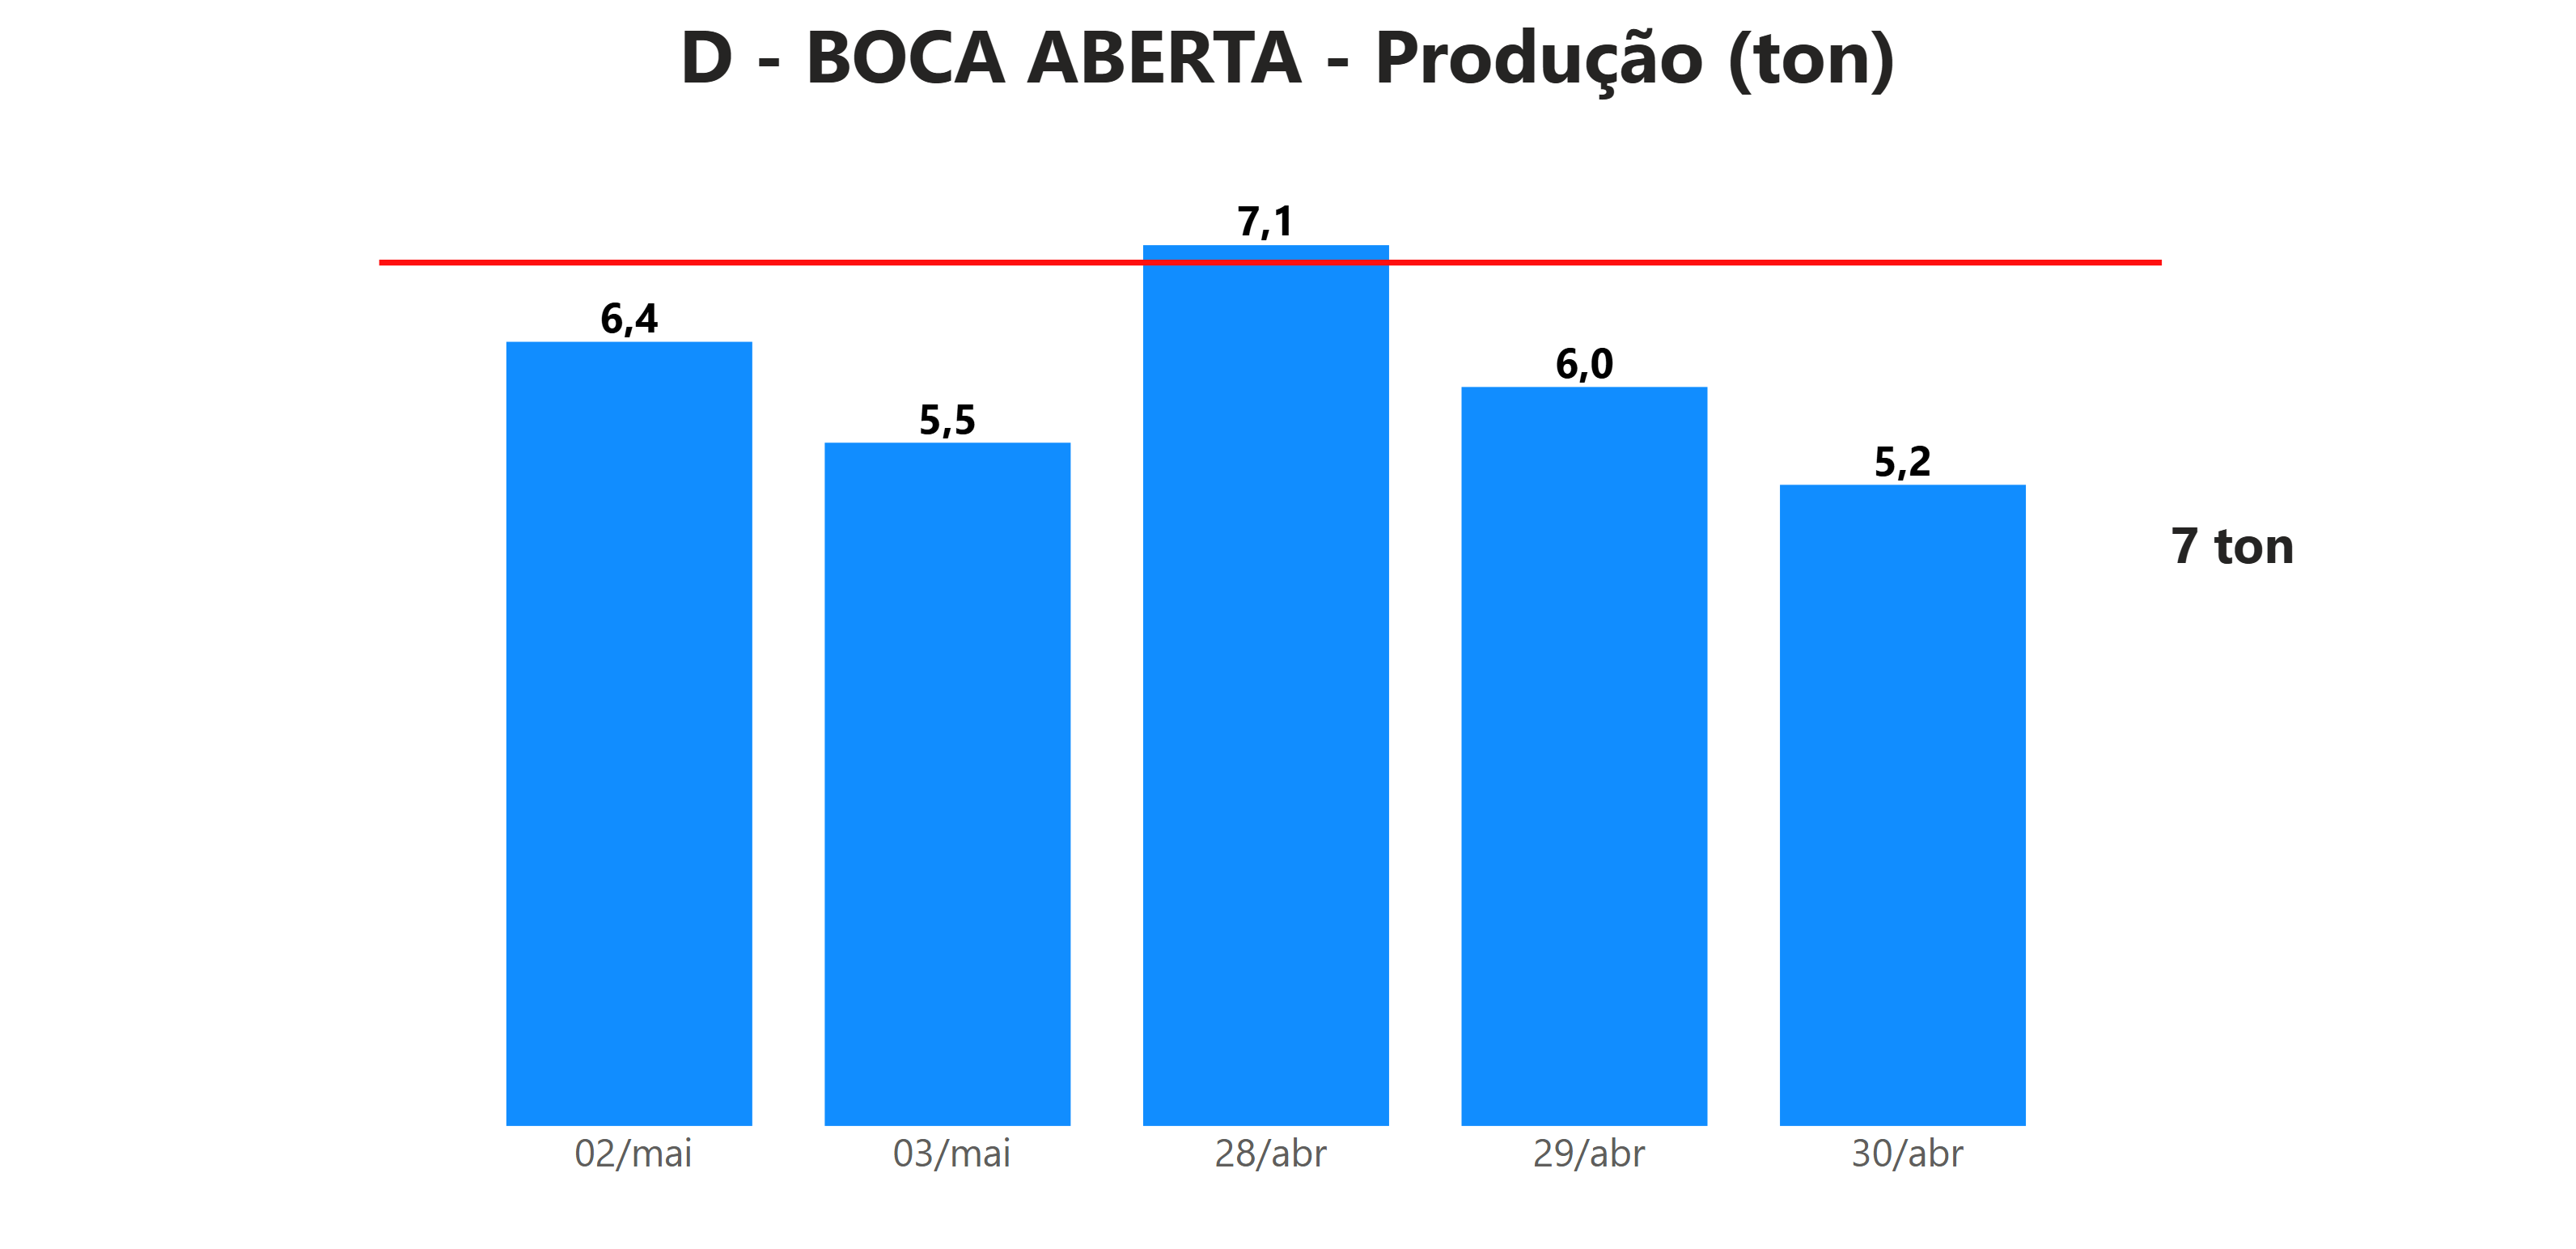 D - BOCA ABERTA - Produção (ton)
7,1
6,4
6,0
5,5
5,2
7 ton
02/mai 03/mai 28/abr 29/abr 30/abr